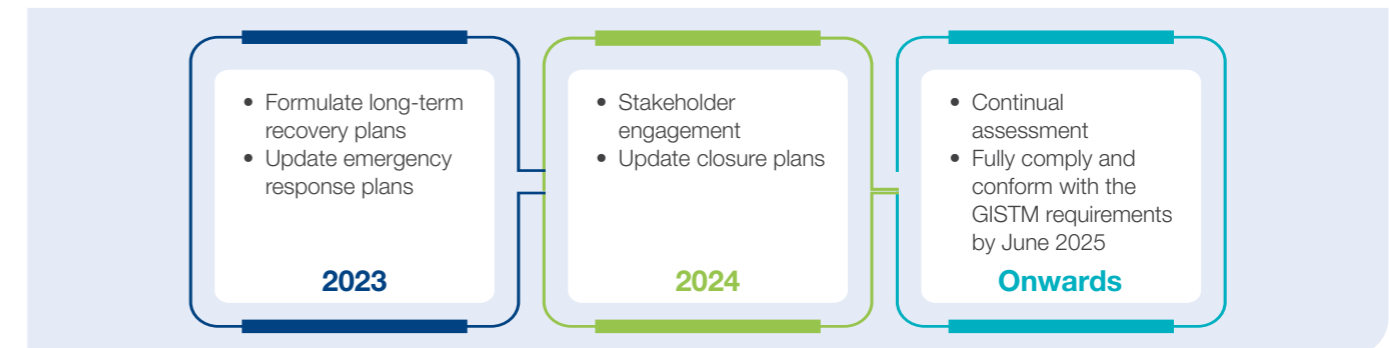 • Formulate long-term
recovery plans
• Update emergency
response plans
2023
• Stakeholder
engagement
• Update closure plans
2024
• Continual
assessment
• Fully comply and
conform with the
GISTM requirements
by June 2025
Onwards